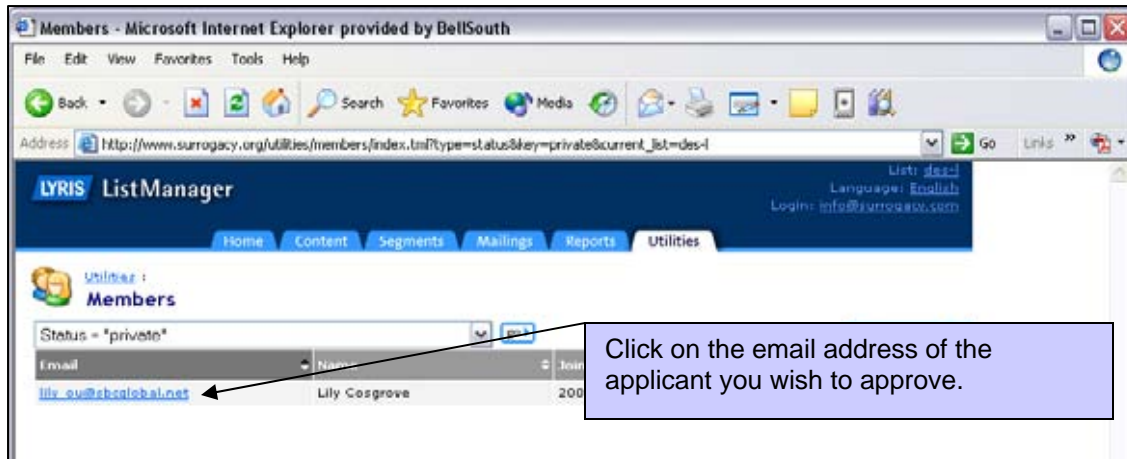 Members - Microsoft Internet Explorer provided by BellSouth
File Edit View Favorites Tools Help
Back Search Favorites Media
Address http://www.surrogacy.org/utilities/members/index.tml?type=status&key=private&current_list=des-l Go Links »
LYRIS ListManager
List: des-l
Language: English
Login: info@surrogacy.com
Home Content Segments Mailings Reports Utilities
Utilities :
Members
Status = "private"
Email Name Join
lily_ou@sbcglobal.net Lily Cosgrove 200
Click on the email address of the
applicant you wish to approve.